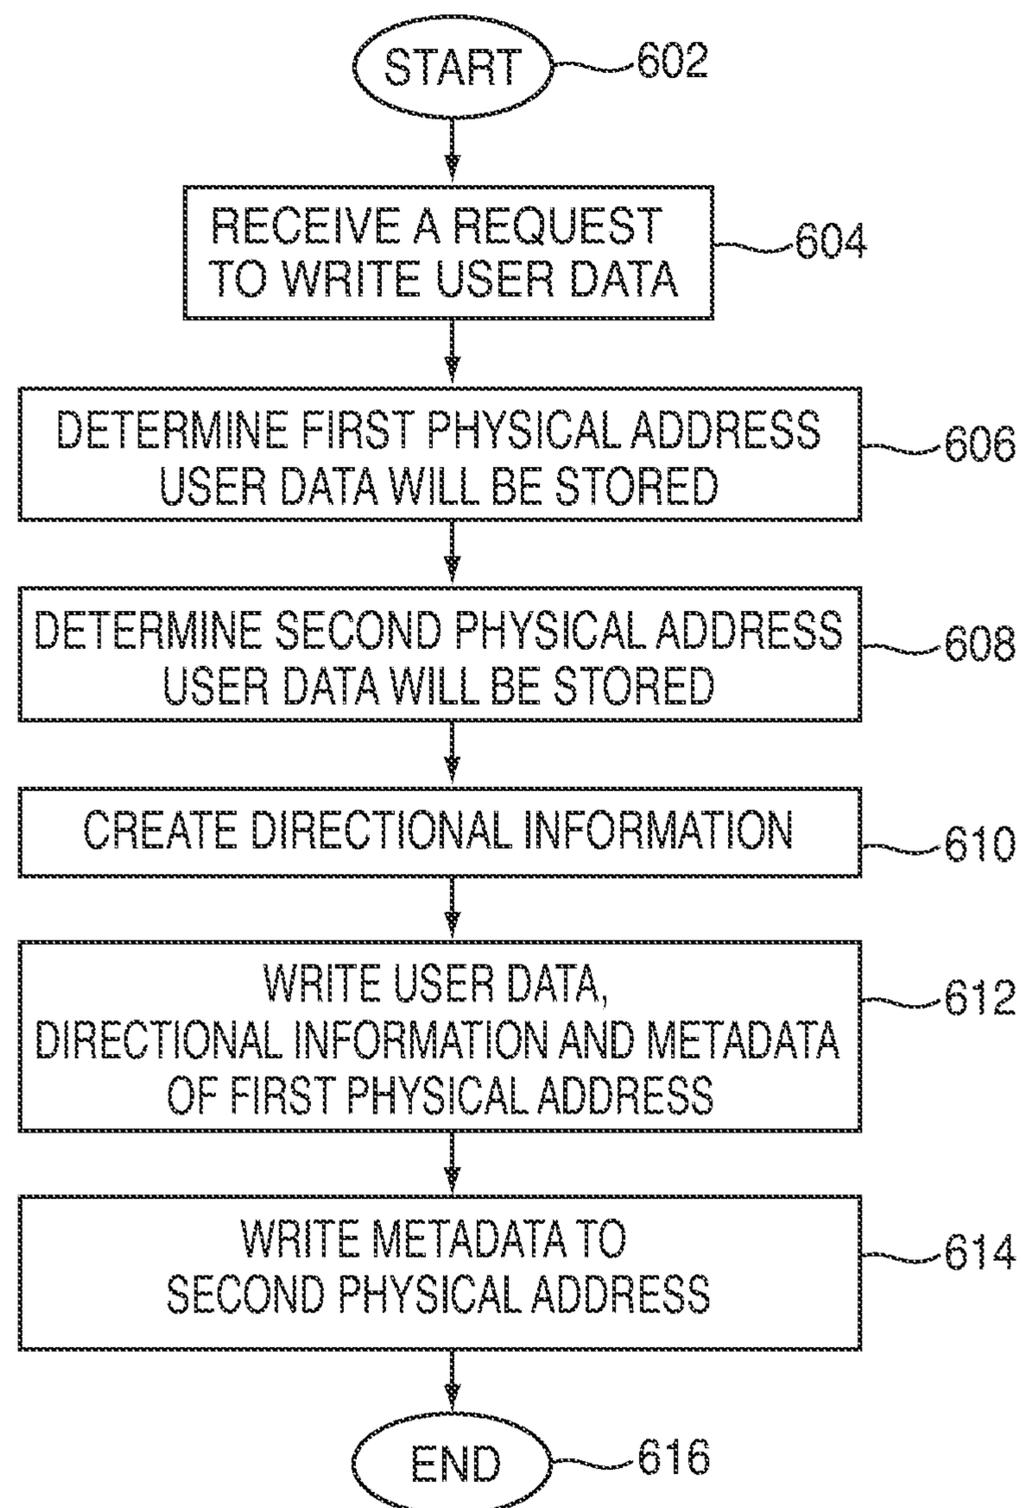 START
602
RECEIVE A REQUEST
TO WRITE USER DATA
604
DETERMINE FIRST PHYSICAL ADDRESS
USER DATA WILL BE STORED
606
DETERMINE SECOND PHYSICAL ADDRESS
USER DATA WILL BE STORED
608
CREATE DIRECTIONAL INFORMATION
610
WRITE USER DATA,
DIRECTIONAL INFORMATION AND METADATA
OF FIRST PHYSICAL ADDRESS
612
WRITE METADATA TO
SECOND PHYSICAL ADDRESS
614
END
616